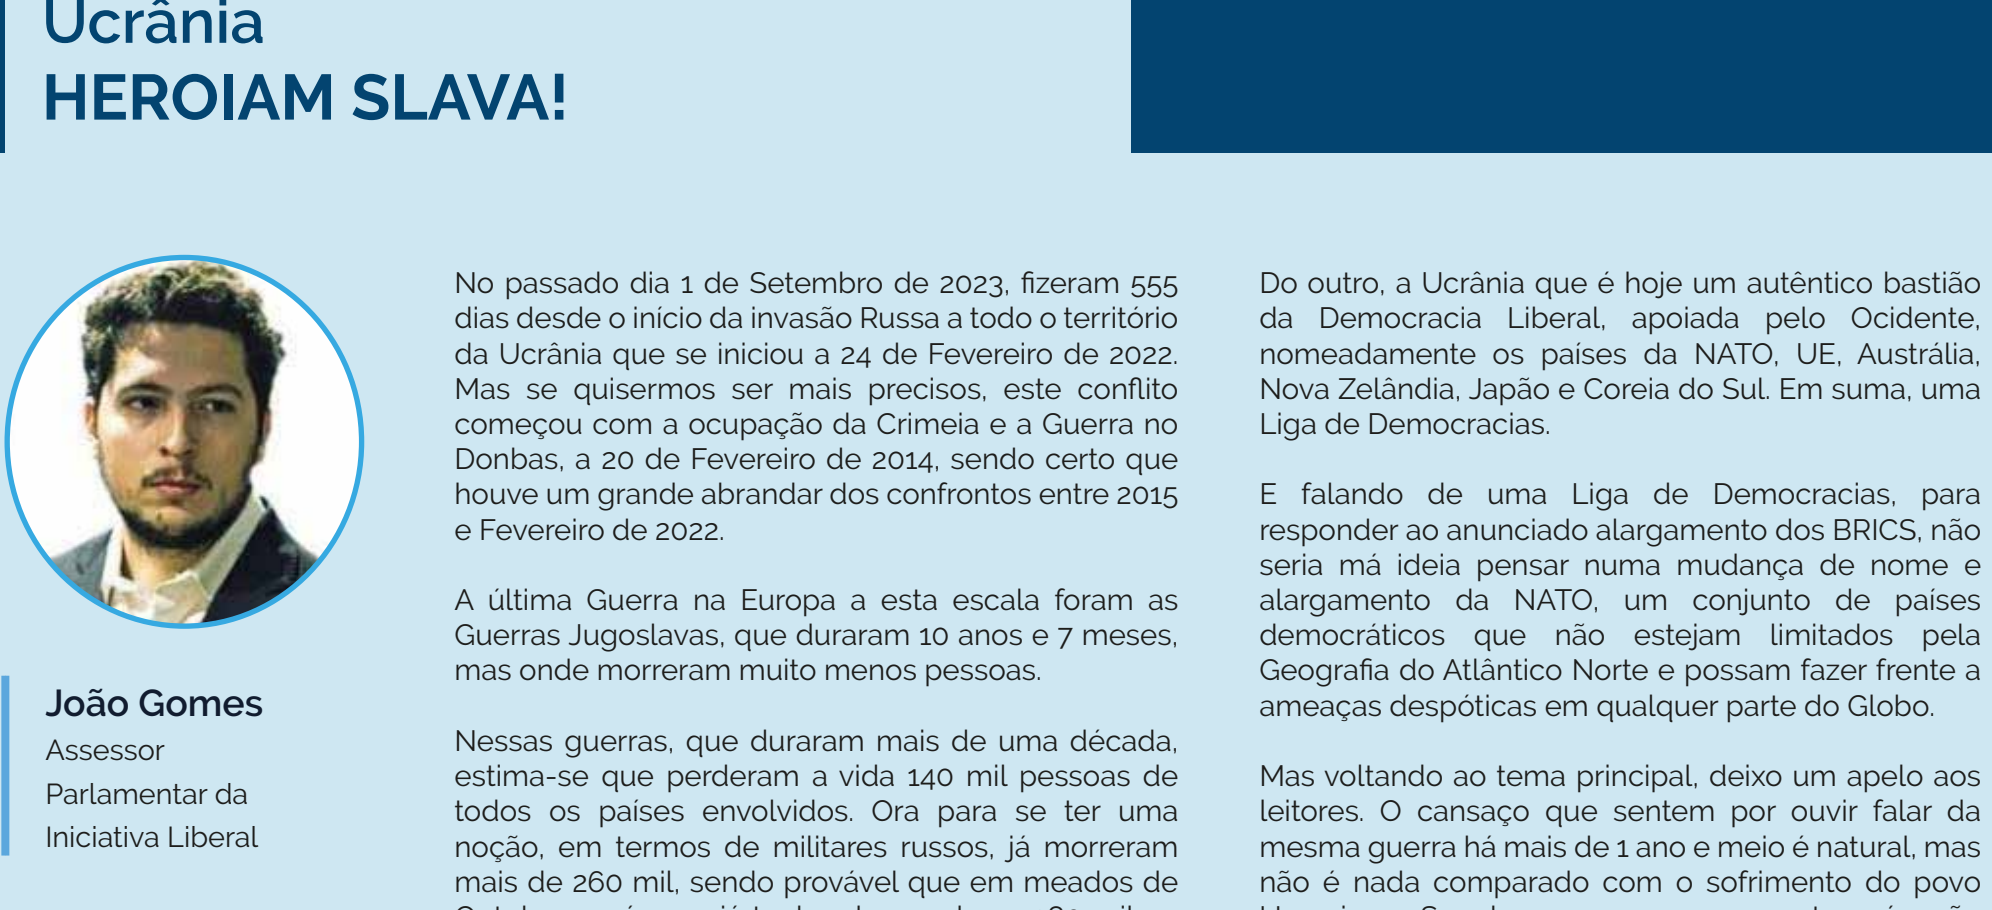 Ucrânia
HEROIAM SLAVA!
João Gomes
Assessor
Parlamentar da
Iniciativa Liberal
No passado dia 1 de Setembro de 2023, fizeram 555
dias desde o início da invasão Russa a todo o território
da Ucrânia que se iniciou a 24 de Fevereiro de 2022.
Mas se quisermos ser mais precisos, este conflito
começou com a ocupação da Crimeia e a Guerra no
Donbas, a 20 de Fevereiro de 2014, sendo certo que
houve um grande abrandar dos confrontos entre 2015
e Fevereiro de 2022.
A última Guerra na Europa a esta escala foram as
Guerras Jugoslavas, que duraram 10 anos e 7 meses,
mas onde morreram muito menos pessoas.
Nessas guerras, que duraram mais de uma década,
estima-se que perderam a vida 140 mil pessoas de
todos os países envolvidos. Ora para se ter uma
noção, em termos de militares russos, já morreram
mais de 260 mil, sendo provável que em meados de
Do outro, a Ucrânia que é hoje um autêntico bastião
da Democracia Liberal, apoiada pelo Ocidente,
nomeadamente os países da NATO, UE, Austrália,
Nova Zelândia, Japão e Coreia do Sul. Em suma, uma
Liga de Democracias.
E falando de uma Liga de Democracias, para
responder ao anunciado alargamento dos BRICS, não
seria má ideia pensar numa mudança de nome e
alargamento da NATO, um conjunto de países
democráticos que não estejam limitados pela
Geografia do Atlântico Norte e possam fazer frente a
ameaças despóticas em qualquer parte do Globo.
Mas voltando ao tema principal, deixo um apelo aos
leitores. O cansaço que sentem por ouvir falar da
mesma guerra há mais de 1 ano e meio é natural, mas
não é nada comparado com o sofrimento do povo